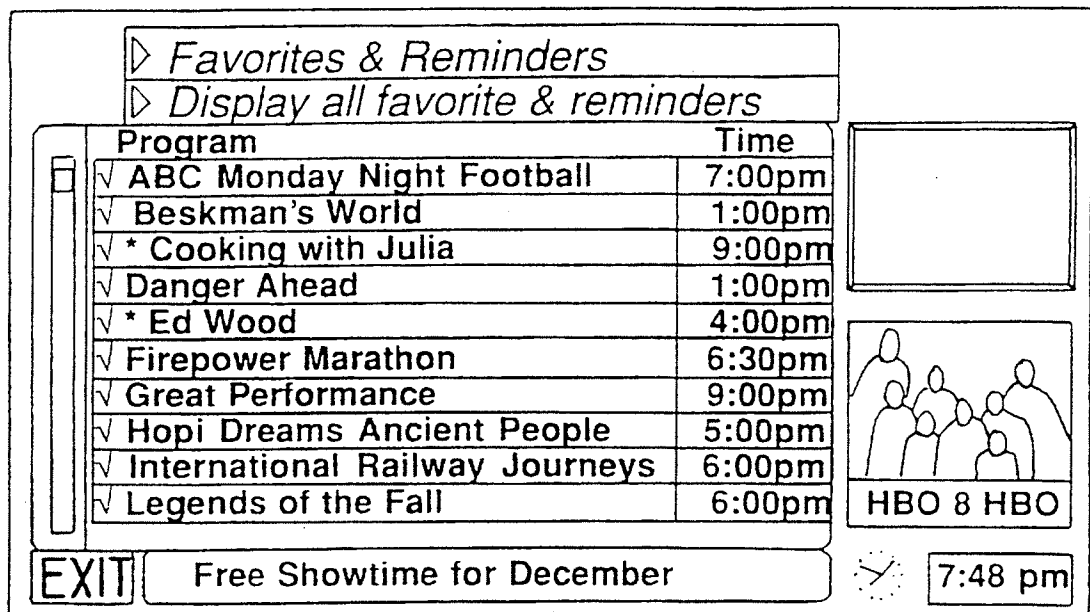 ▷ Favorites & Reminders
▷ Display all favorite & reminders
Program Time
√ ABC Monday Night Football 7:00pm
√ Beskman's World 1:00pm
√ * Cooking with Julia 9:00pm
√ Danger Ahead 1:00pm
√ * Ed Wood 4:00pm
√ Firepower Marathon 6:30pm
√ Great Performance 9:00pm
√ Hopi Dreams Ancient People 5:00pm
√ International Railway Journeys 6:00pm
√ Legends of the Fall 6:00pm
HBO 8 HBO
EXIT Free Showtime for December 7:48 pm